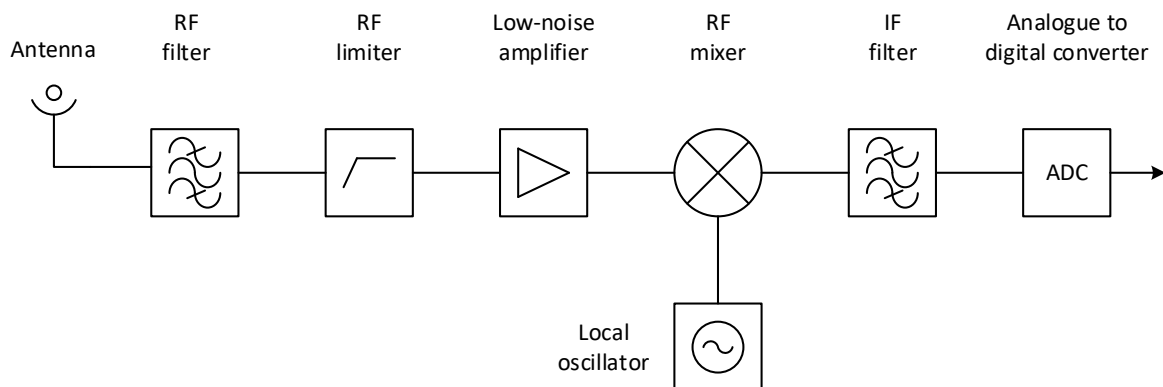 Antenna
RF
filter
RF
limiter
Low-noise
amplifier
RF
mixer
IF
filter
Analogue to
digital converter
ADC
Local
oscillator